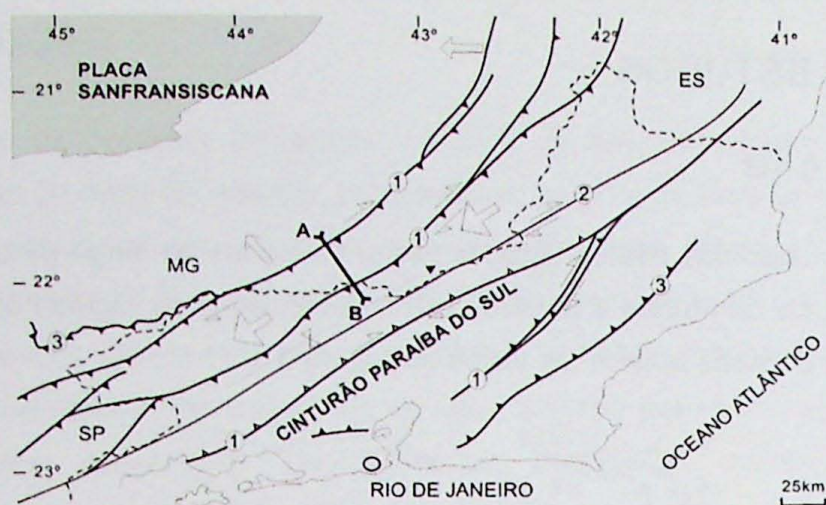 45°
44°
43°
42°
41°
PLACA
SANFRANSISCANA
ES
21°
1
2
A
1
MG
22°
B
3
3
CINTURÃO PARAÍBA DO SUL
1
OCEANO ATLÂNTICO
SP
1
23°
RIO DE JANEIRO
25km